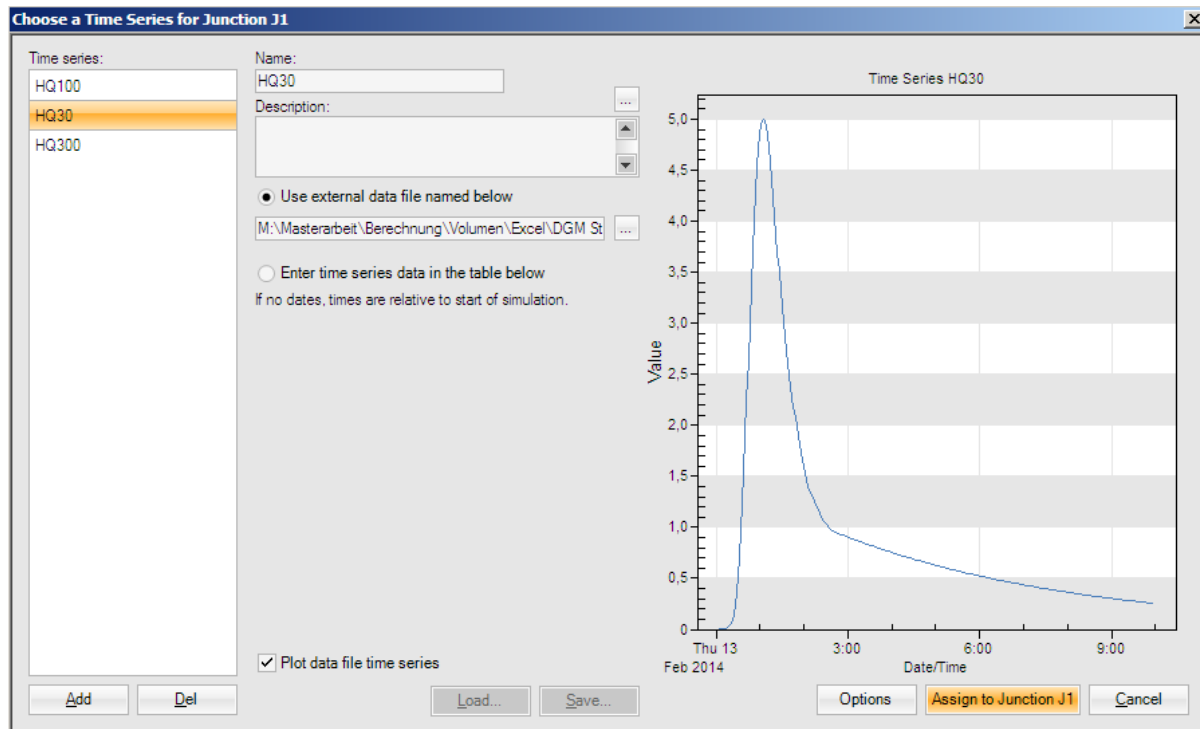 Choose a Time Series for Junction J1
Time series:
HQ100
HQ30
HQ300
Add
Del
Name:
HQ30
...
Description:
Use external data file named below
M:\Masterarbeit\Berechnung\Volumen\Excel\DGM St
...
Enter time series data in the table below
If no dates, times are relative to start of simulation.
Plot data file time series
Load...
Save...
Time Series HQ30
Value
5,0
4,5
4,0
3,5
3,0
2,5
2,0
1,5
1,0
0,5
0
Thu 13
Feb 2014
3:00
6:00
9:00
Date/Time
Options
Assign to Junction J1
Cancel